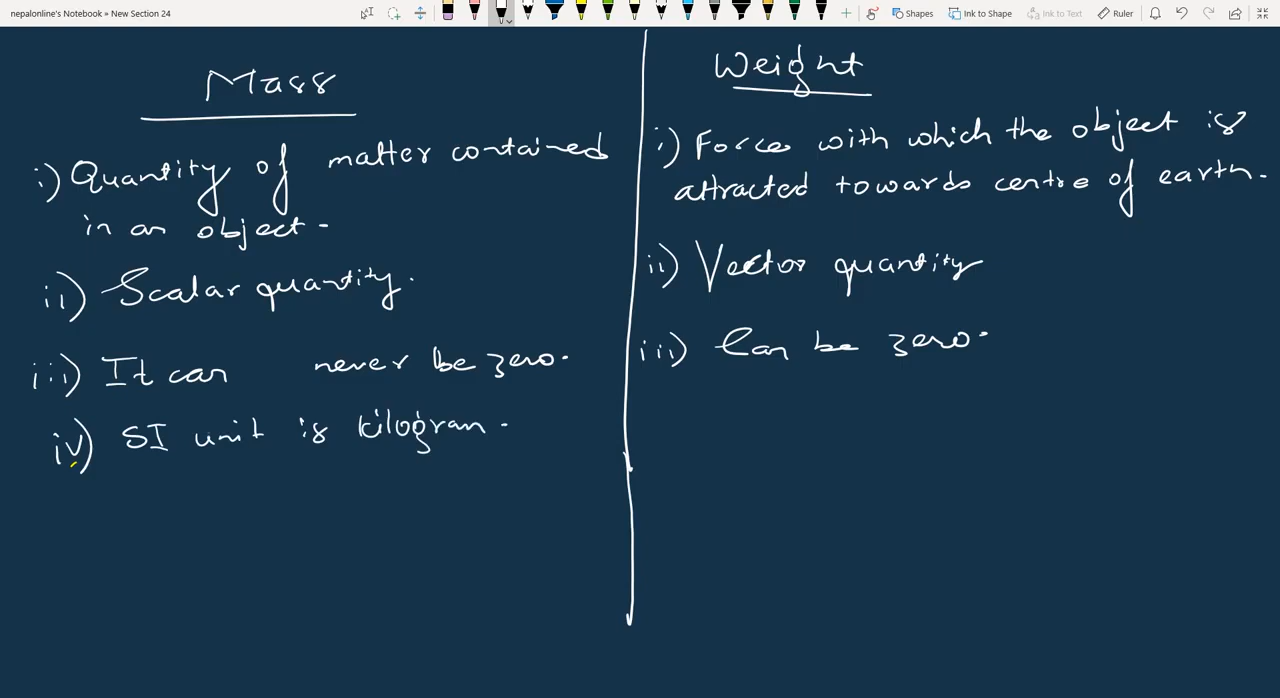 nepalonline's Notebook » New Section 24
Shapes
Ink to Shape
Ink to Text
Ruler
Mass
i) Quantity of matter contained
in an object.
ii) Scalar quantity.
iii) It can never be zero.
iv) SI unit is kilogran.
Weight
i) Force with which the object is
attracted towards centre of earth.
ii) Vector quantity
iii) Can be zero.